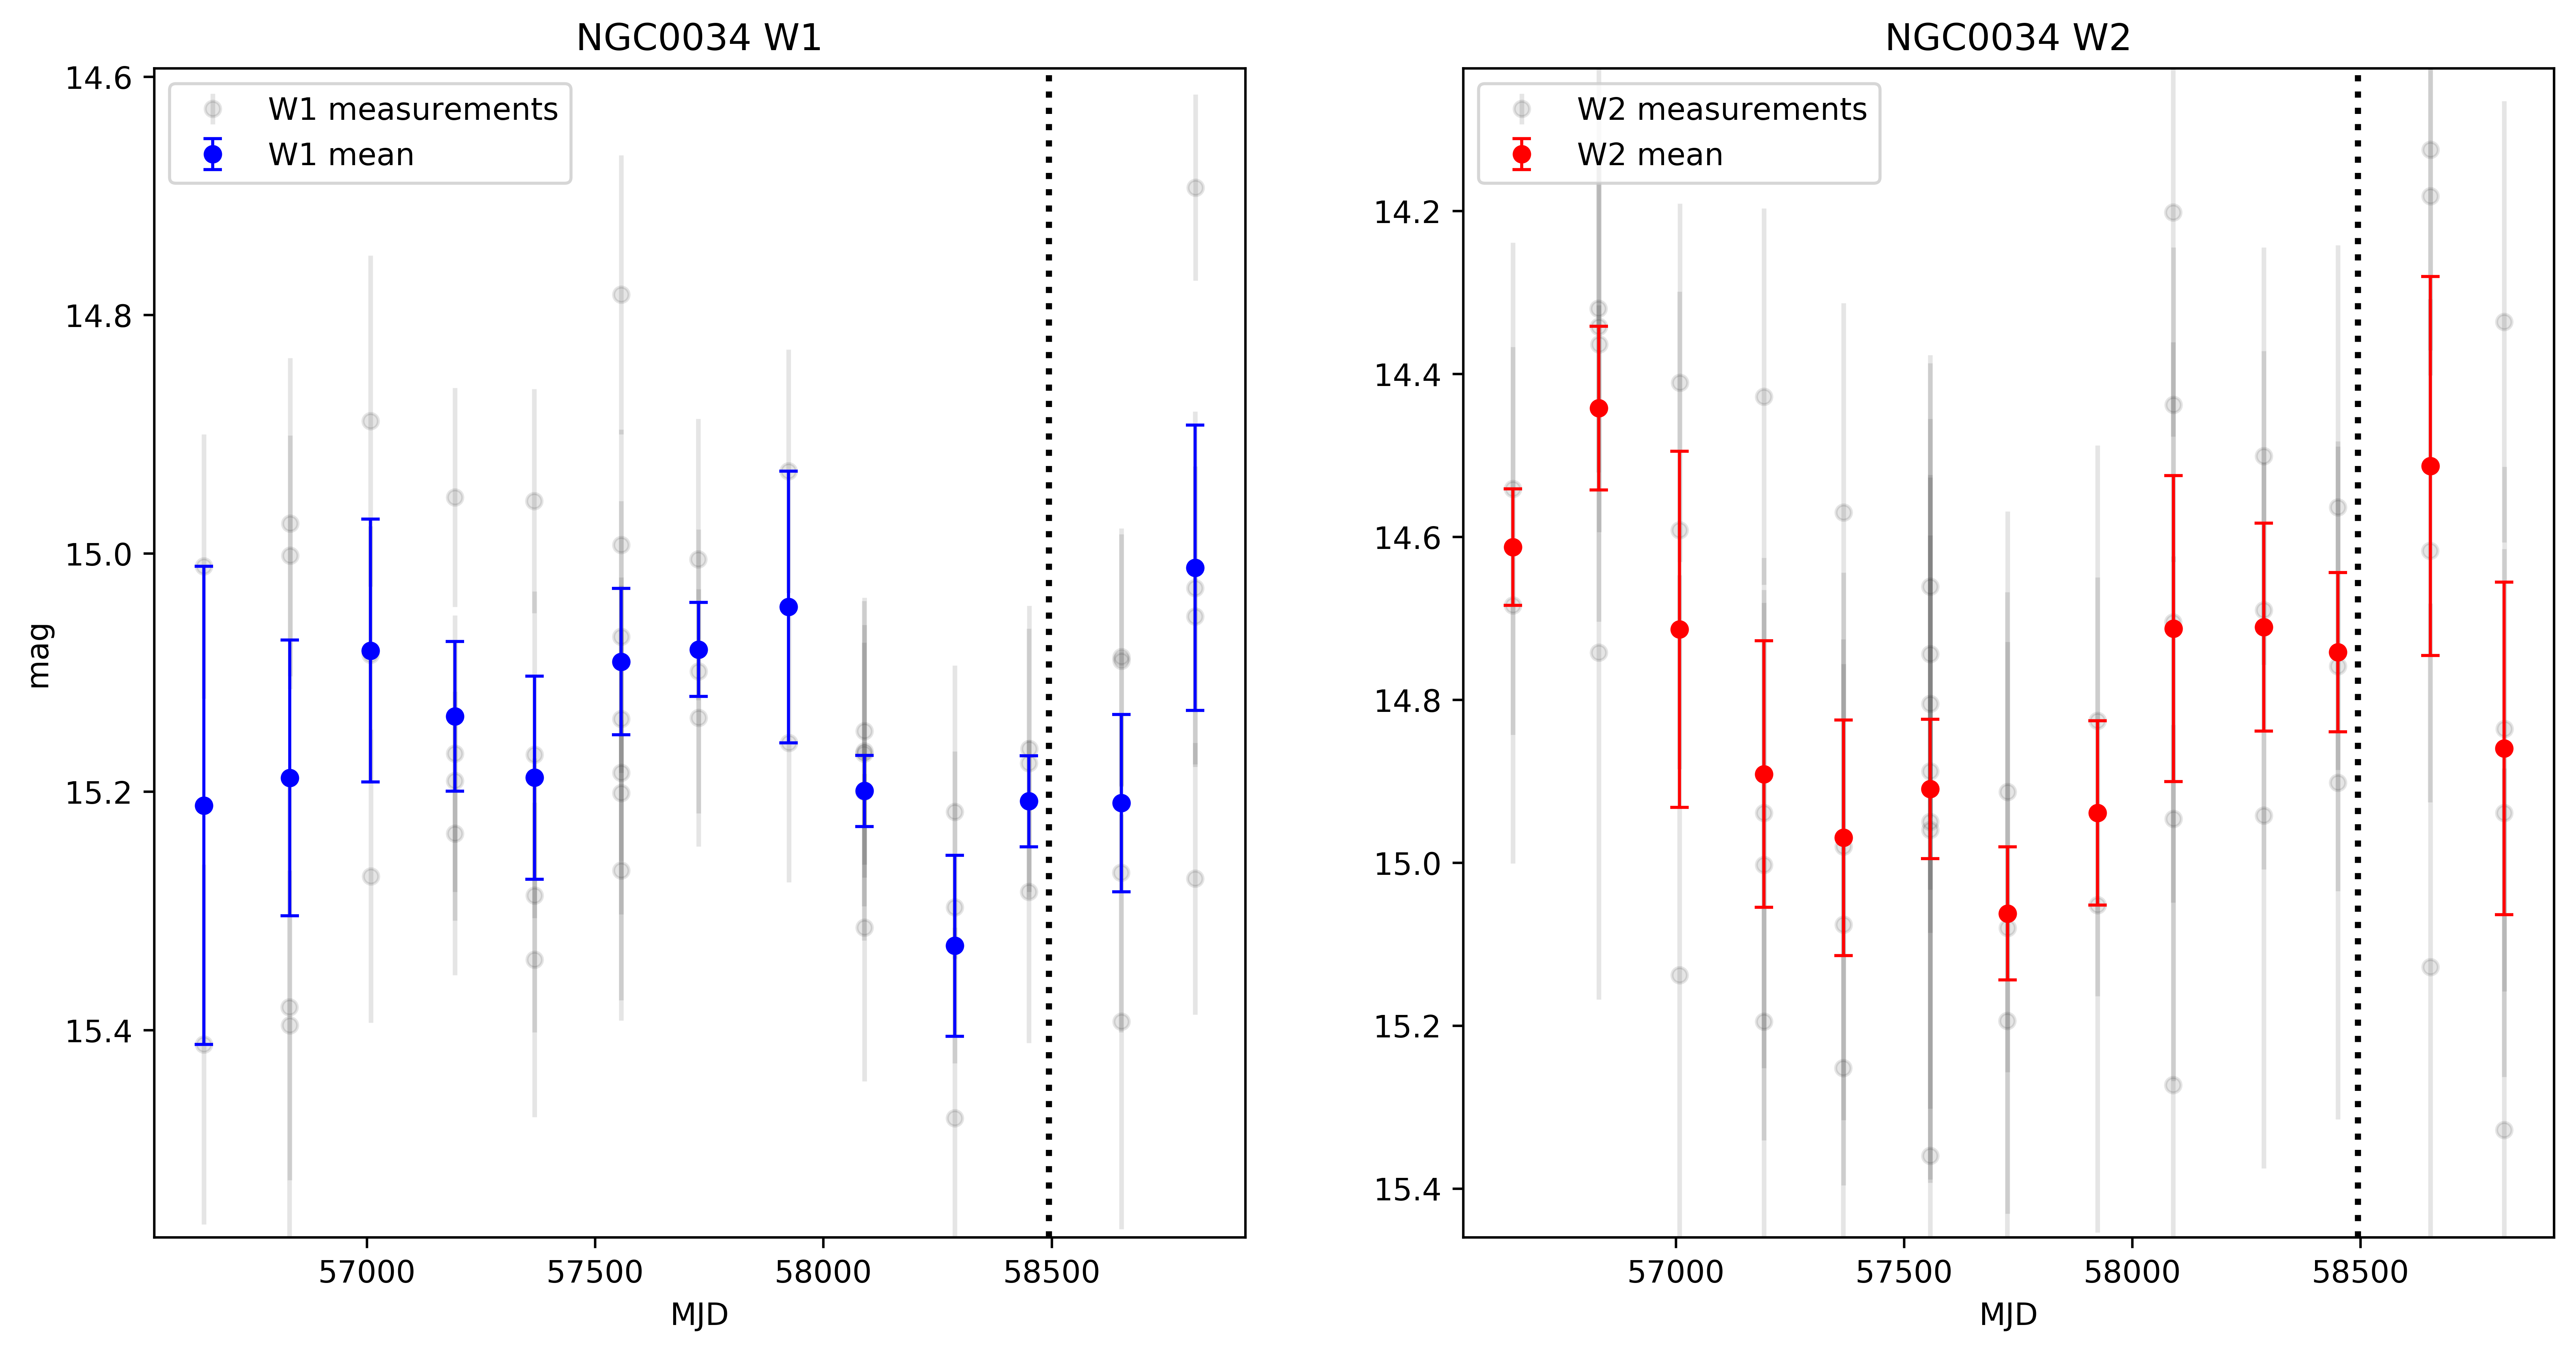 NGC0034 W1
W1 measurements
W1 mean
mag
14.6
14.8
15.0
15.2
15.4
57000 57500 58000 58500
MJD
NGC0034 W2
W2 measurements
W2 mean
14.2
14.4
14.6
14.8
15.0
15.2
15.4
57000 57500 58000 58500
MJD